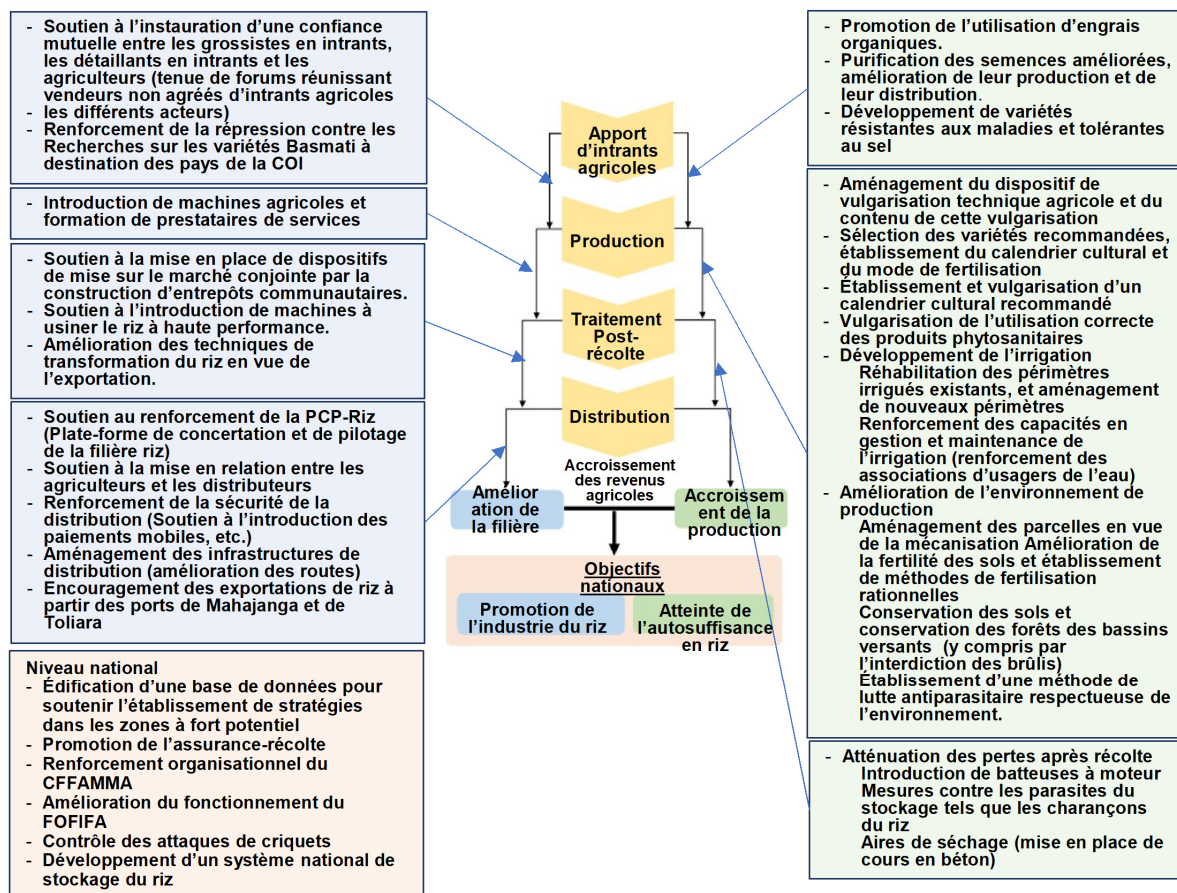 - Soutien à l'instauration d'une confiance
mutuelle entre les grossistes en intrants,
les détaillants en intrants et les
agriculteurs (tenue de forums réunissant
vendeurs non agréés d'intrants agricoles
- les différents acteurs)
- Renforcement de la répression contre les
Recherches sur les variétés Basmati à
destination des pays de la COI
- Introduction de machines agricoles et
formation de prestataires de services
- Soutien à la mise en place de dispositifs
de mise sur le marché conjointe par la
construction d'entrepôts communautaires.
- Soutien à l'introduction de machines à
usiner le riz à haute performance.
- Amélioration des techniques de
transformation du riz en vue de
l'exportation.
- Soutien au renforcement de la PCP-Riz
(Plate-forme de concertation et de pilotage
de la filière riz)
- Soutien à la mise en relation entre les
agriculteurs et les distributeurs
- Renforcement de la sécurité de la
distribution (Soutien à l'introduction des
paiements mobiles, etc.)
- Aménagement des infrastructures de
distribution (amélioration des routes)
- Encouragement des exportations de riz à
partir des ports de Mahajanga et de
Toliara
Niveau national
- Édification d'une base de données pour
soutenir l'établissement de stratégies
dans les zones à fort potentiel
- Promotion de l'assurance-récolte
- Renforcement organisationnel du
CFFAMMA
- Amélioration du fonctionnement du
FOFIFA
- Contrôle des attaques de criquets
- Développement d'un système national de
stockage du riz
Apport
d'intrants
agricoles
Production
Traitement
Post-
récolte
Distribution
Accroissement
des revenus
agricoles
Amélior
ation de
la filière
Accroissem
ent de la
production
Objectifs
nationaux
Promotion de
l'industrie du riz
Atteinte de
l'autosuffisance
en riz
- Promotion de l'utilisation d'engrais
organiques.
- Purification des semences améliorées,
amélioration de leur production et de
leur distribution.
- Développement de variétés
résistantes aux maladies et tolérantes
au sel
- Aménagement du dispositif de
vulgarisation technique agricole et du
contenu de cette vulgarisation
- Sélection des variétés recommandées,
établissement du calendrier cultural et
du mode de fertilisation
- Établissement et vulgarisation d'un
calendrier cultural recommandé
- Vulgarisation de l'utilisation correcte
des produits phytosanitaires
- Développement de l'irrigation
Réhabilitation des périmètres
irrigués existants, et aménagement
de nouveaux périmètres
Renforcement des capacités en
gestion et maintenance de
l'irrigation (renforcement des
associations d'usagers de l'eau)
- Amélioration de l'environnement de
production
Aménagement des parcelles en vue
de la mécanisation Amélioration de
la fertilité des sols et établissement
de méthodes de fertilisation
rationnelles
Conservation des sols et
conservation des forêts des bassins
versants (y compris par
l'interdiction des brûlis)
Établissement d'une méthode de
lutte antiparasitaire respectueuse de
l'environnement.
- Atténuation des pertes après récolte
Introduction de batteuses à moteur
Mesures contre les parasites du
stockage tels que les charançons
du riz
Aires de séchage (mise en place de
cours en béton)